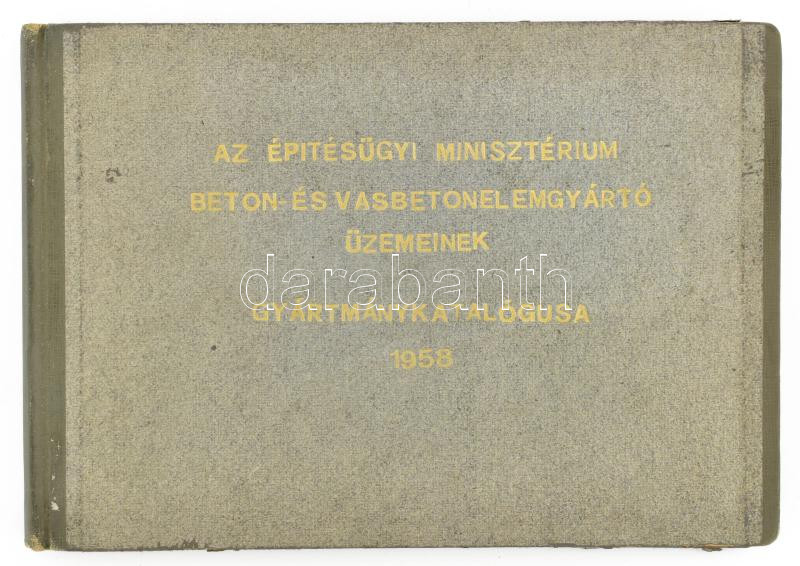 AZ ÉPITÉSÜGYI MINISZTÉRIUM
BETON- ÉS VASBETONELEMGYÁRTÓ
ÜZEMEINEK
darabanth
GYÁRTMÁNYKATALÓGUSA
1958